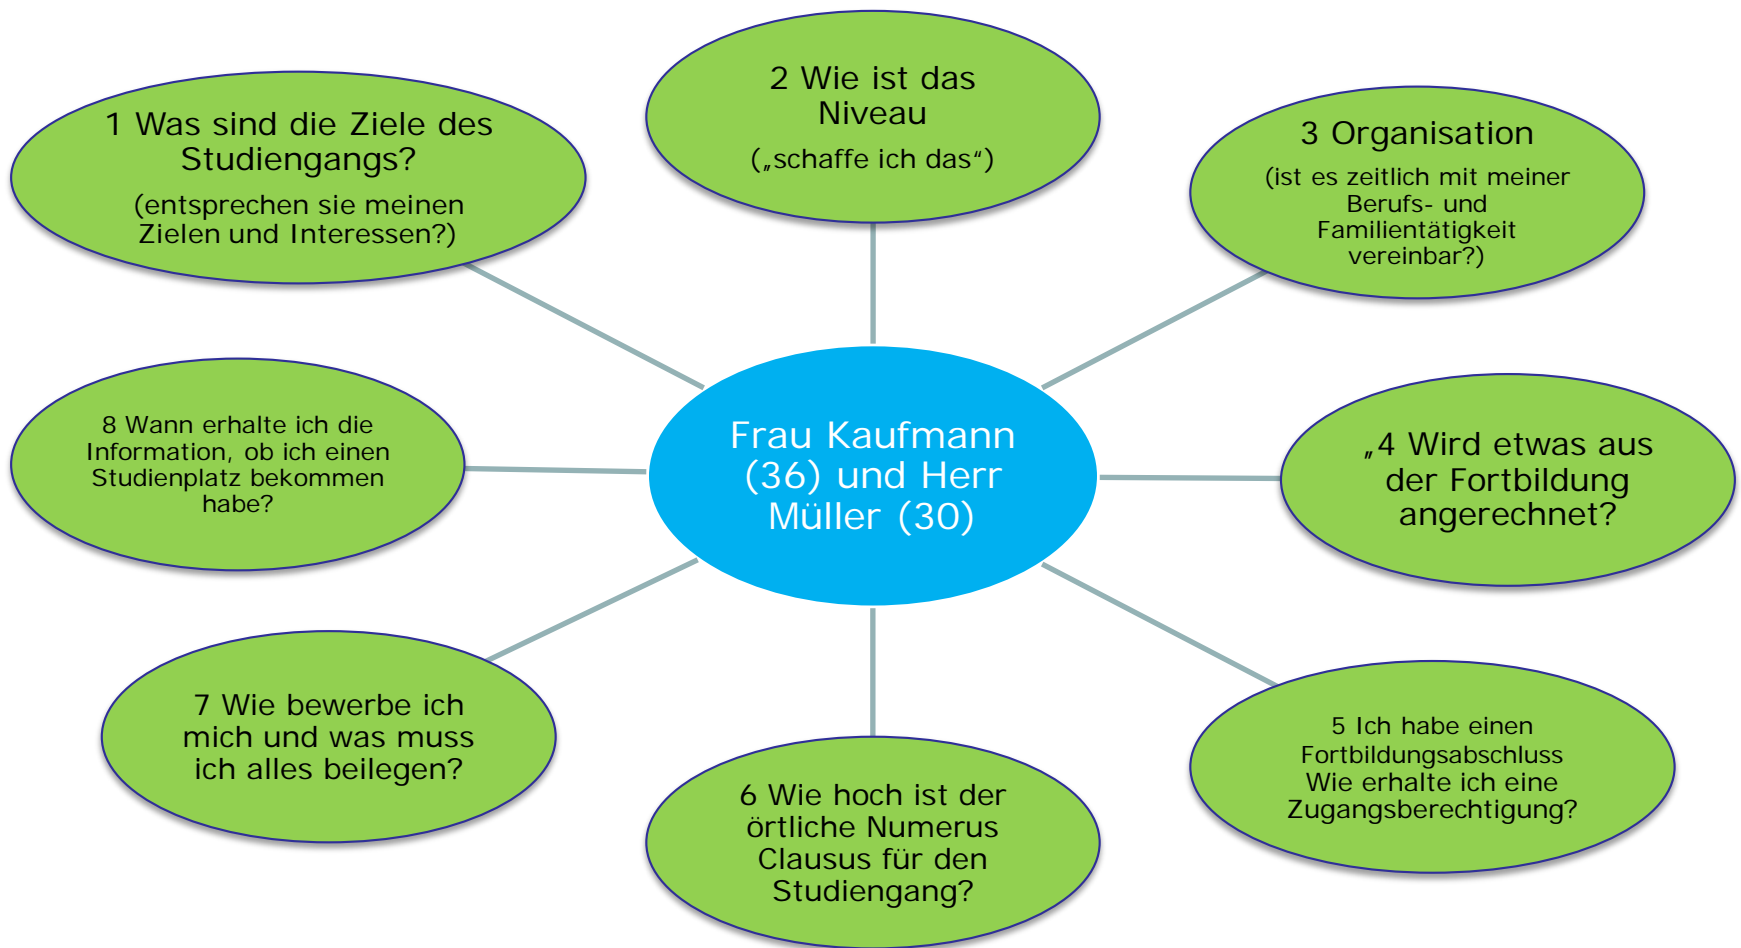 1 Was sind die Ziele des
Studiengangs?
(entsprechen sie meinen
Zielen und Interessen?)
2 Wie ist das
Niveau
(„schaffe ich das“)
3 Organisation
(ist es zeitlich mit meiner
Berufs- und
Familientätigkeit
vereinbar?)
„4 Wird etwas aus
der Fortbildung
angerechnet?
5 Ich habe einen
Fortbildungsabschluss
Wie erhalte ich eine
Zugangsberechtigung?
6 Wie hoch ist der
örtliche Numerus
Clausus für den
Studiengang?
7 Wie bewerbe ich
mich und was muss
ich alles beilegen?
8 Wann erhalte ich die
Information, ob ich einen
Studienplatz bekommen
habe?
Frau Kaufmann
(36) und Herr
Müller (30)